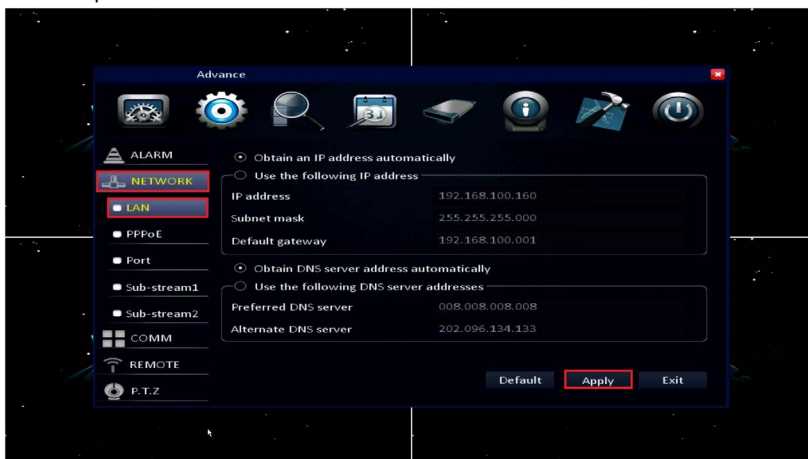 Advance
31
ALARM
NETWORK
LAN
PPPoE
Port
Sub-stream1
Sub-stream2
COMM
REMOTE
P.T.Z
Obtain an IP address automatically
Use the following IP address
IP address 192.168.100.160
Subnet mask 255.255.255.000
Default gateway 192.168.100.001
Obtain DNS server address automatically
Use the following DNS server addresses
Preferred DNS server 008.008.008.008
Alternate DNS server 202.096.134.133
Default Apply Exit